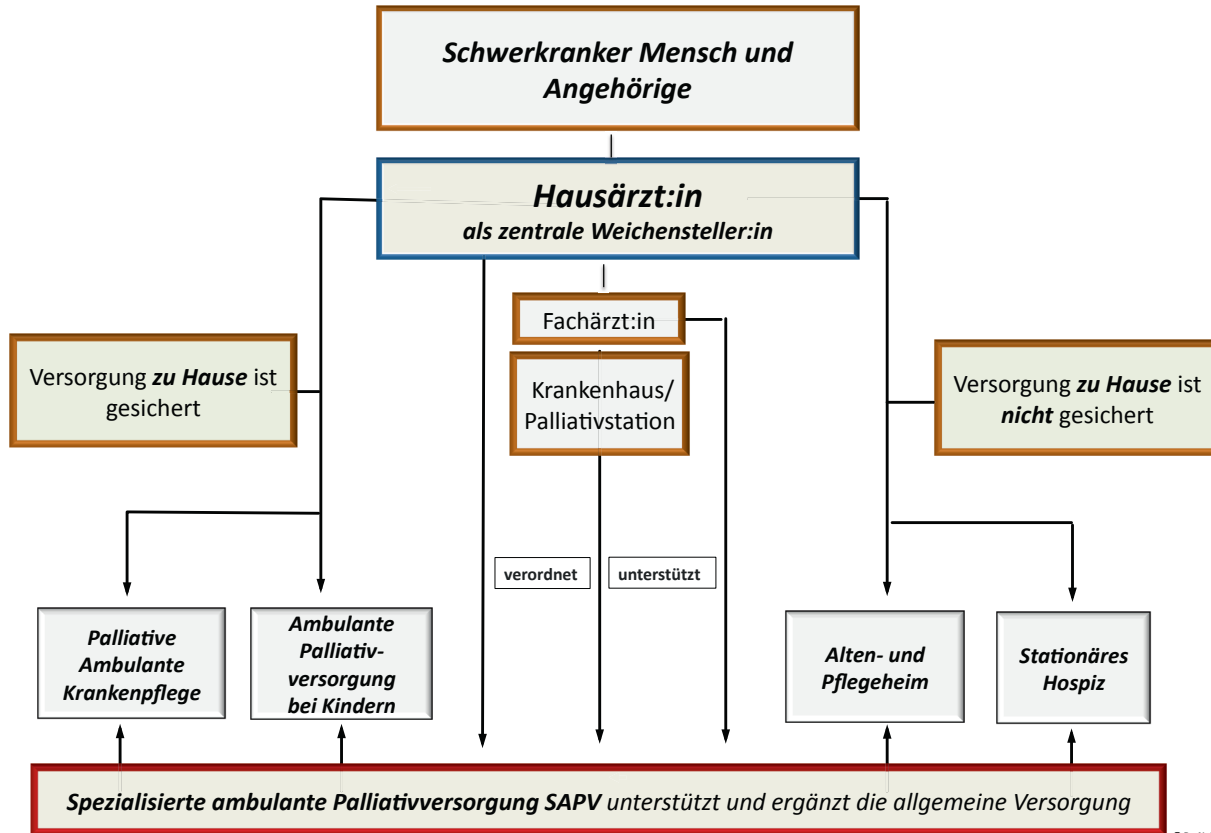 Schwerkranker Mensch und
Angehörige
Hausärzt:in
als zentrale Weichensteller:in
Fachärzt:in
Krankenhaus/
Palliativstation
Versorgung zu Hause ist
gesichert
Versorgung zu Hause ist
nicht gesichert
verordnet
unterstützt
Palliative
Ambulante
Krankenpflege
Ambulante
Palliativ-
versorgung
bei Kindern
Alten- und
Pflegeheim
Stationäres
Hospiz
Spezialisierte ambulante Palliativversorgung SAPV unterstützt und ergänzt die allgemeine Versorgung